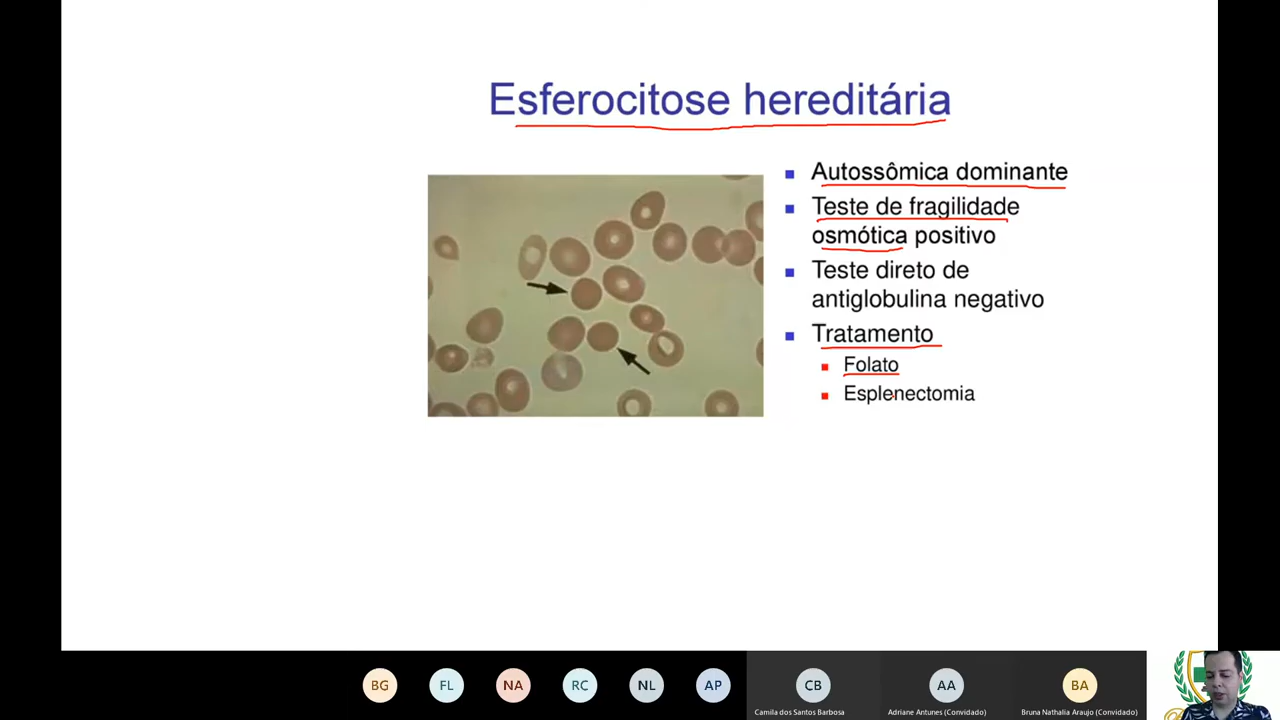 Esferocitose hereditária
Autossômica dominante
Teste de fragilidade
osmótica positivo
Teste direto de
antiglobulina negativo
Tratamento
Folato
Esplenectomia
BG
FL
NA
RC
NL
AP
CB
AA
BA
Camila dos Santos Barbosa
Adriane Antunes (Convidado)
Bruna Nathalia Araujo (Convidado)